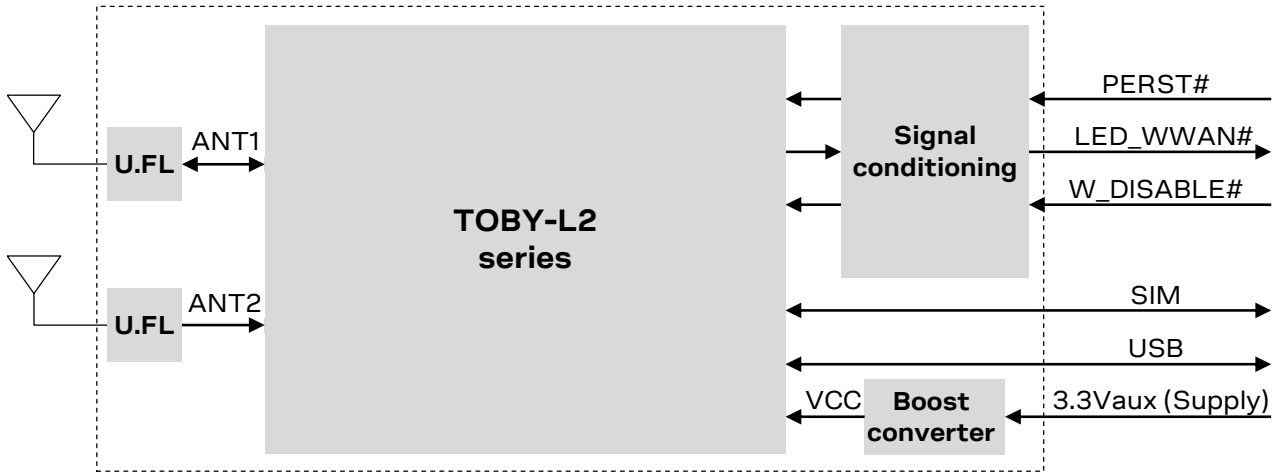 PERST#
ANT1
U.FL
Signal
conditioning
LED_WWAN#
W_DISABLE#
TOBY-L2
series
ANT2
U.FL
SIM
USB
VCC
Boost
converter
3.3Vaux (Supply)